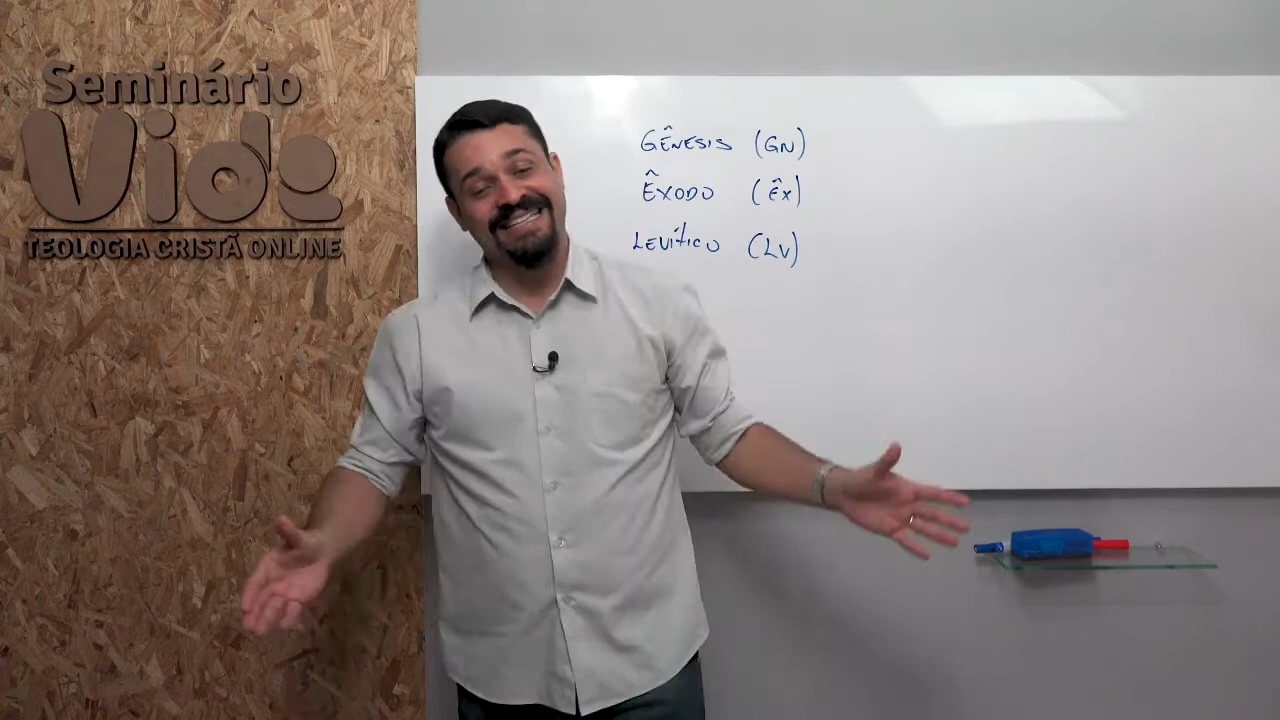 Seminário
Vida
TEOLOGIA CRISTÃ ONLINE
GÊNESIS (GN)
ÊXODO (ÊX)
LEVÍTICO (LV)